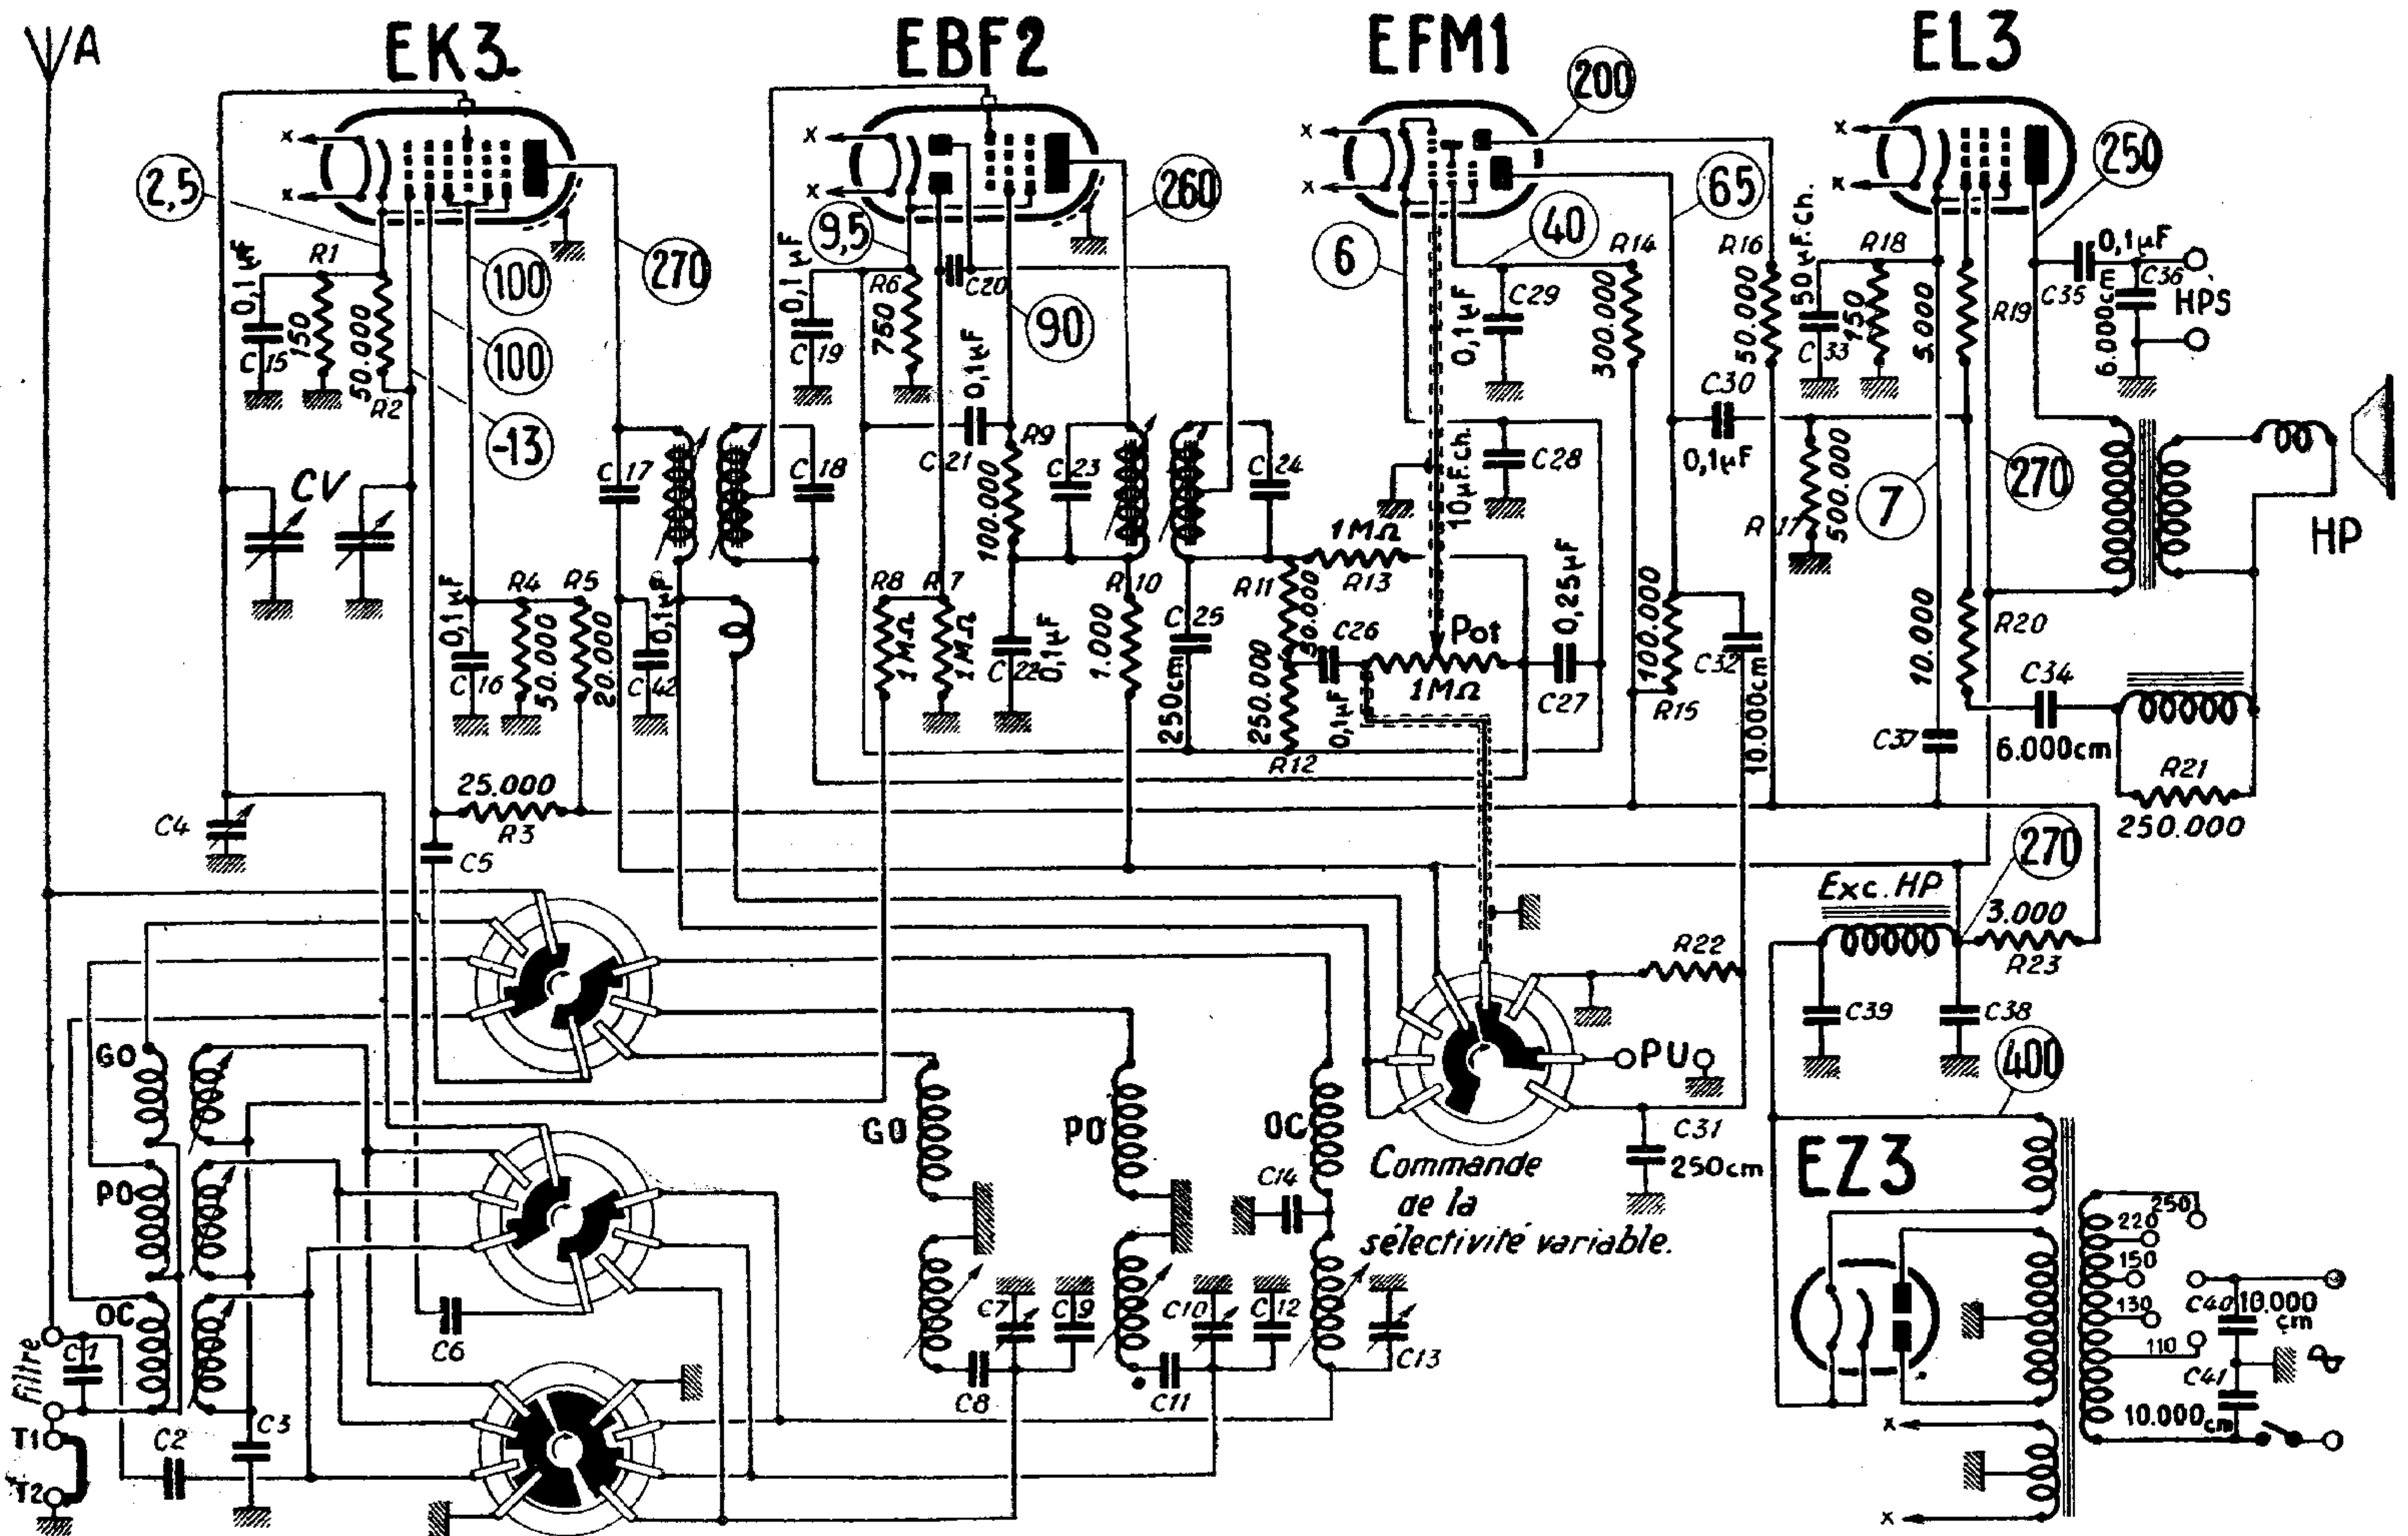 A
EK3
EBF2
EFM1
EL3
200
x
x
x
x
x
x
x
x
2,5
9,5
260
6
40
65
250
270
100
100
-13
90
7
270
0,1µF
R1
150
C15
50.000
R2
CV
0,1µF
R6
750
C19
C20
0,1µF
C21
R9
100.000
C17
C18
C23
C24
0,1µF
C29
R14
300.000
R16
50.000
50µF.ch.
R18
150
C33
5.000
R19
0,1µF
C35
C36
6.000cm
HPS
C30
0,1µF
R17
500.000
C28
10µF.ch.
HP
0,1µF
C16
R4
50.000
R5
20.000
0,1µF
C42
R8
1MΩ
R7
1MΩ
C22
0,1µF
R10
1.000
C25
250cm
R11
50.000
1MΩ
R13
C26
0,1µF
Pot
1MΩ
250.000
R12
0,25µF
C27
100.000
R15
C32
10.000cm
10.000
R20
C34
6.000cm
C37
R21
250.000
C4
25.000
R3
C5
270
Exc. HP
3.000
R23
R22
C39
C38
400
PU
GO
PO
OC
GO
PO
OC
C14
C31
250cm
Commande
de la
sélectivité variable.
EZ3
250
220
150
130
110
C40
10.000
cm
C41
10.000cm
C6
C7
C9
C8
C10
C12
C11
C13
Filtre
C1
C2
C3
T1
T2
x
x